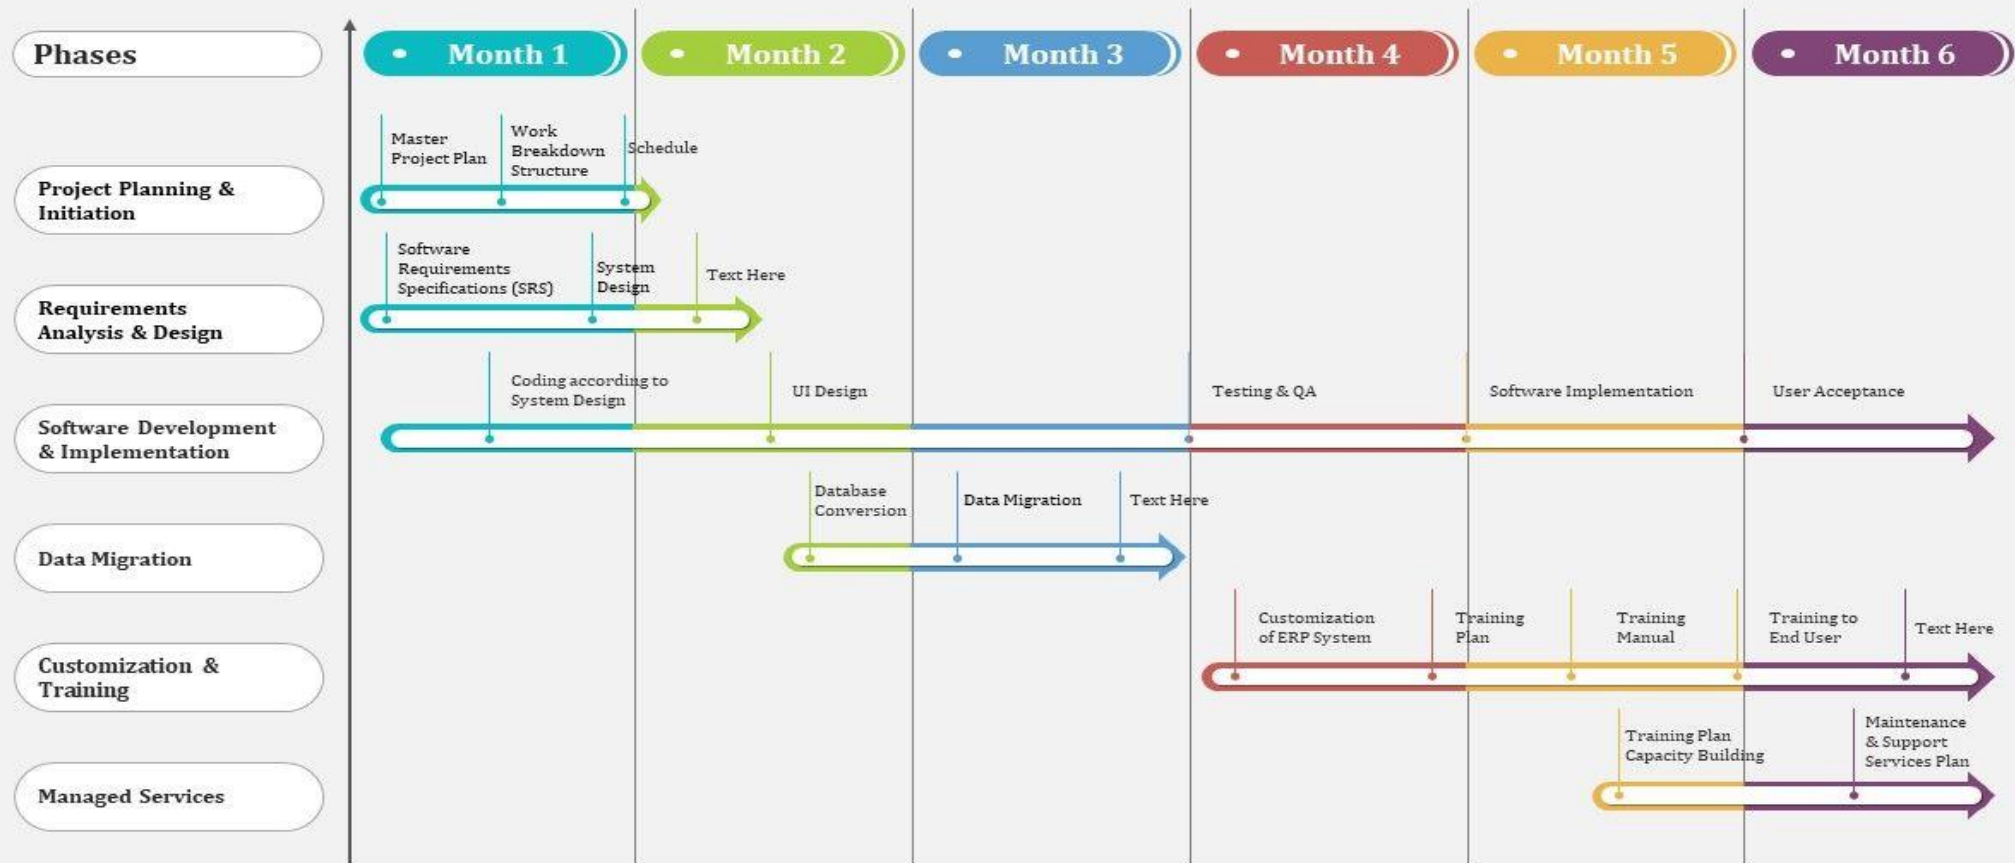 Phases
Month 1
Month 2
Month 3
Month 4
Month 5
Month 6
Project Planning &
Initiation
Master
Project Plan
Work
Breakdown
Structure
Schedule
Requirements
Analysis & Design
Software
Requirements
Specifications (SRS)
System
Design
Text Here
Software Development
& Implementation
Coding according to
System Design
UI Design
Testing & QA
Software Implementation
User Acceptance
Data Migration
Database
Conversion
Data Migration
Text Here
Customization &
Training
Customization
of ERP System
Training
Plan
Training
Manual
Training to
End User
Text Here
Managed Services
Training Plan
Capacity Building
Maintenance
& Support
Services Plan